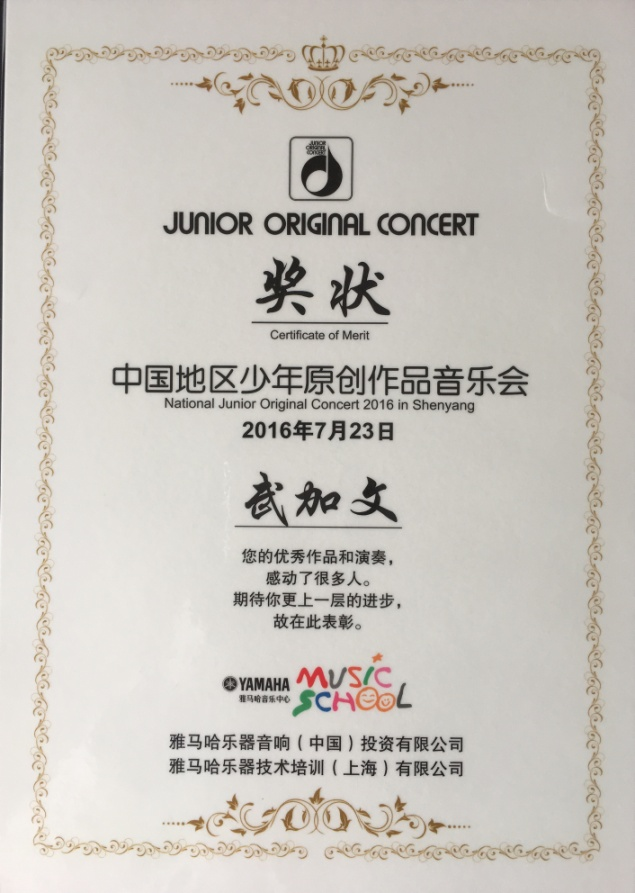 JUNIOR
ORIGINAL
CONCERT
JUNIOR ORIGINAL CONCERT
奖状
Certificate of Merit
中国地区少年原创作品音乐会
National Junior Original Concert 2016 in Shenyang
2016年7月23日
武加文
您的优秀作品和演奏，
感动了很多人。
期待你更上一层的进步，
故在此表彰。
YAMAHA MUSIC SCHOOL
雅马哈音乐中心
雅马哈乐器音响（中国）投资有限公司
雅马哈乐器技术培训（上海）有限公司